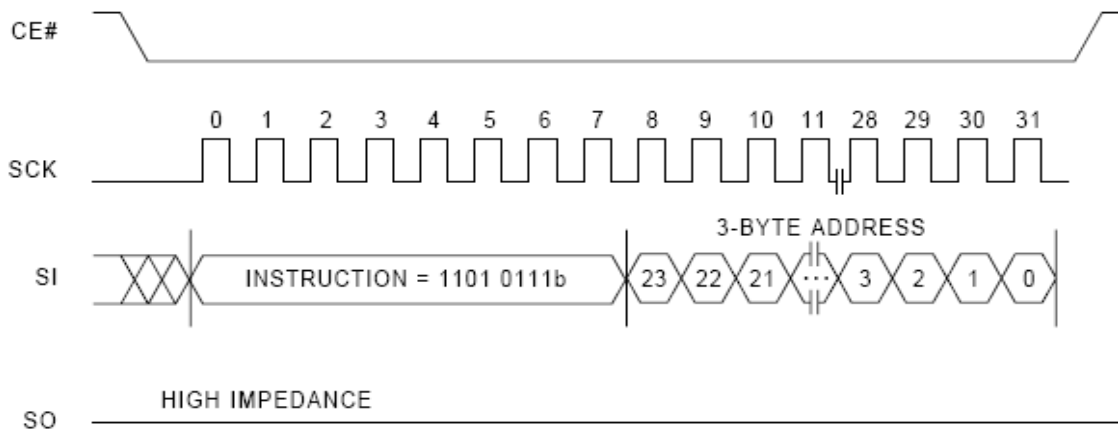 CE#
0 1 2 3 4 5 6 7 8 9 10 11 28 29 30 31
SCK
3-BYTE ADDRESS
SI INSTRUCTION = 1101 0111b 23 22 21 ... 3 2 1 0
HIGH IMPEDANCE
SO